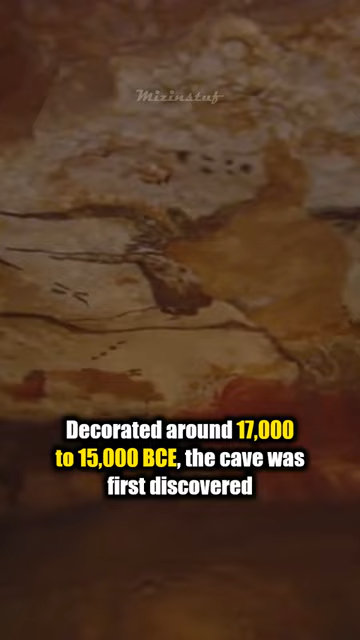 Mizinstuf
Decorated around 17,000
to 15,000 BCE, the cave was
first discovered